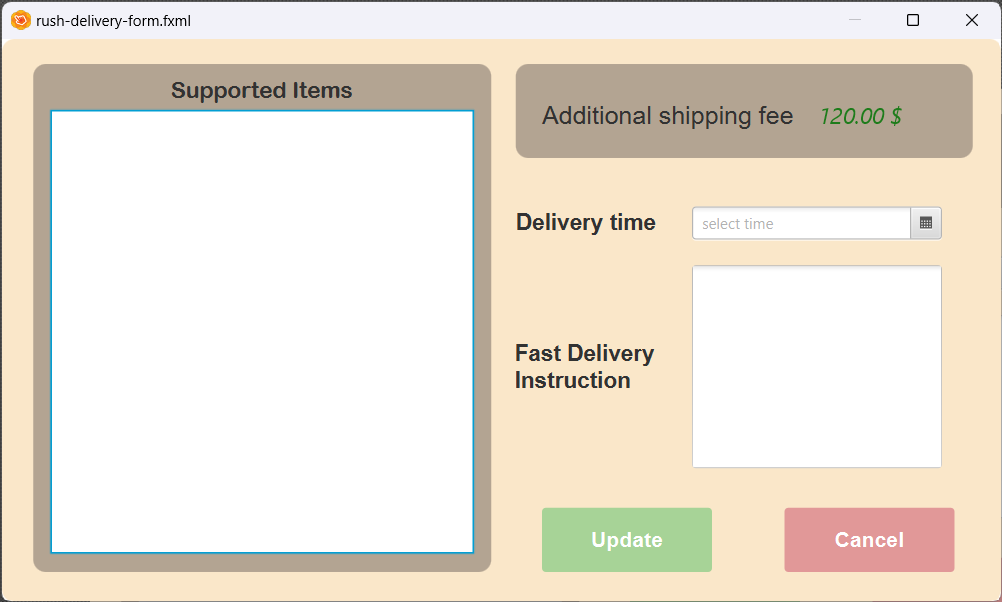 rush-delivery-form.fxml
Supported Items
Additional shipping fee 120.00 $
Delivery time
select time
Fast Delivery
Instruction
Update
Cancel